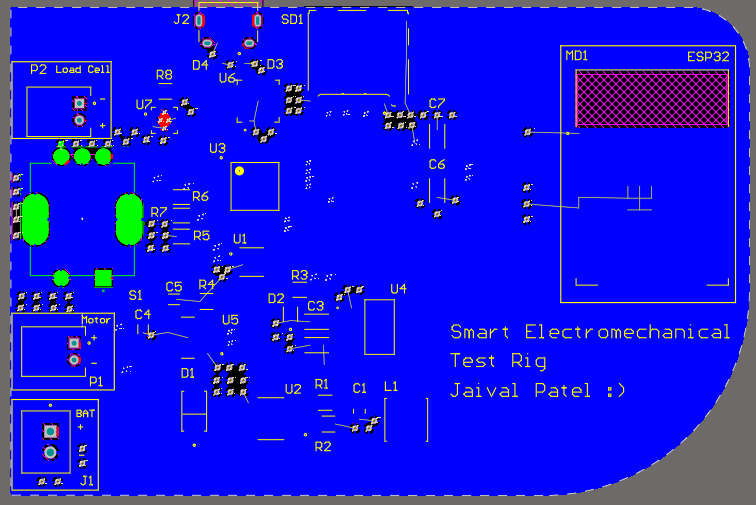 J2
SD1
MD1
ESP32
P2 Load Cell
D4
D3
R8
U6
-
U7
C7
+
U3
C6
R6
R7
R5
U1
S1
C5
R4
R3
U4
Motor
C4
U5
D2
C3
+
-
P1
Smart Electromechanical
Test Rig
Jaival Patel :)
D1
U2
R1
C1
L1
BAT
+
R2
-
J1